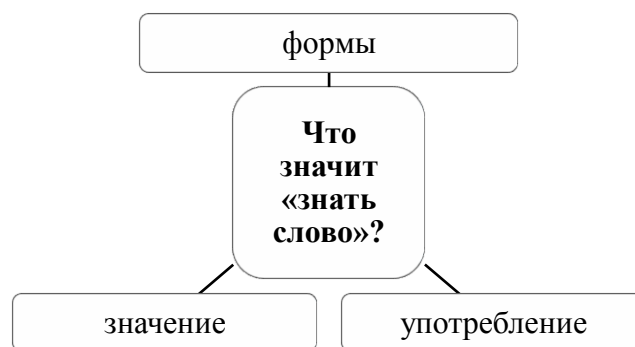 формы
Что
значит
«знать
слово»?
значение
употребление